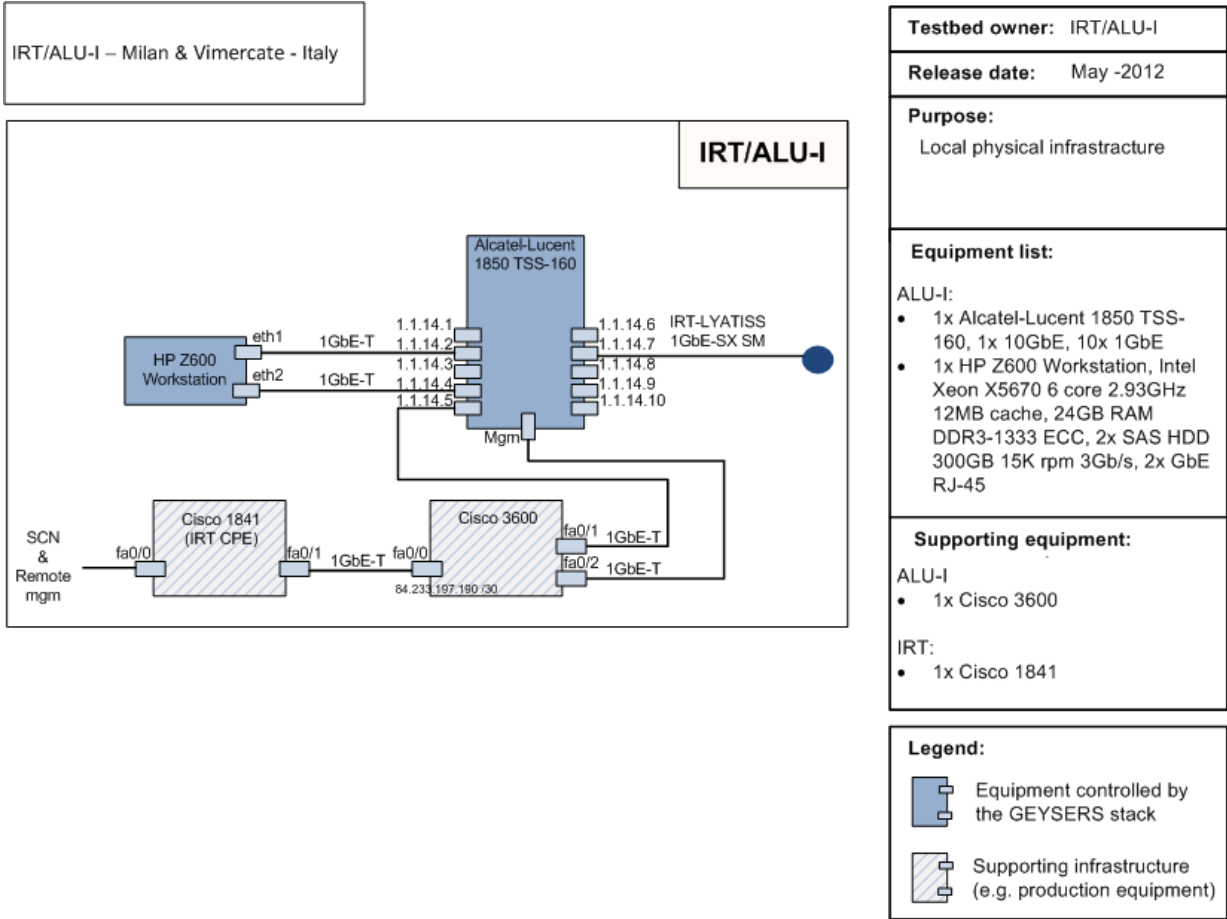 IRT/ALU-I – Milan & Vimercate - Italy
IRT/ALU-I
Alcatel-Lucent
1850 TSS-160
1.1.14.1
1.1.14.2
1.1.14.3
1.1.14.4
1.1.14.5
1.1.14.6
1.1.14.7
1.1.14.8
1.1.14.9
1.1.14.10
IRT-LYATISS
1GbE-SX SM
HP Z600
Workstation
eth1
1GbE-T
eth2
1GbE-T
Mgm
SCN
&
Remote
mgm
fa0/0
Cisco 1841
(IRT CPE)
fa0/1
1GbE-T
fa0/0
Cisco 3600
84.233.197.190 /30
fa0/1
1GbE-T
fa0/2
1GbE-T
Testbed owner: IRT/ALU-I
Release date: May -2012
Purpose:
Local physical infrastracture
Equipment list:
ALU-I:
• 1x Alcatel-Lucent 1850 TSS-
160, 1x 10GbE, 10x 1GbE
• 1x HP Z600 Workstation, Intel
Xeon X5670 6 core 2.93GHz
12MB cache, 24GB RAM
DDR3-1333 ECC, 2x SAS HDD
300GB 15K rpm 3Gb/s, 2x GbE
RJ-45
Supporting equipment:
ALU-I
• 1x Cisco 3600
IRT:
• 1x Cisco 1841
Legend:
Equipment controlled by
the GEYSERS stack
Supporting infrastructure
(e.g. production equipment)